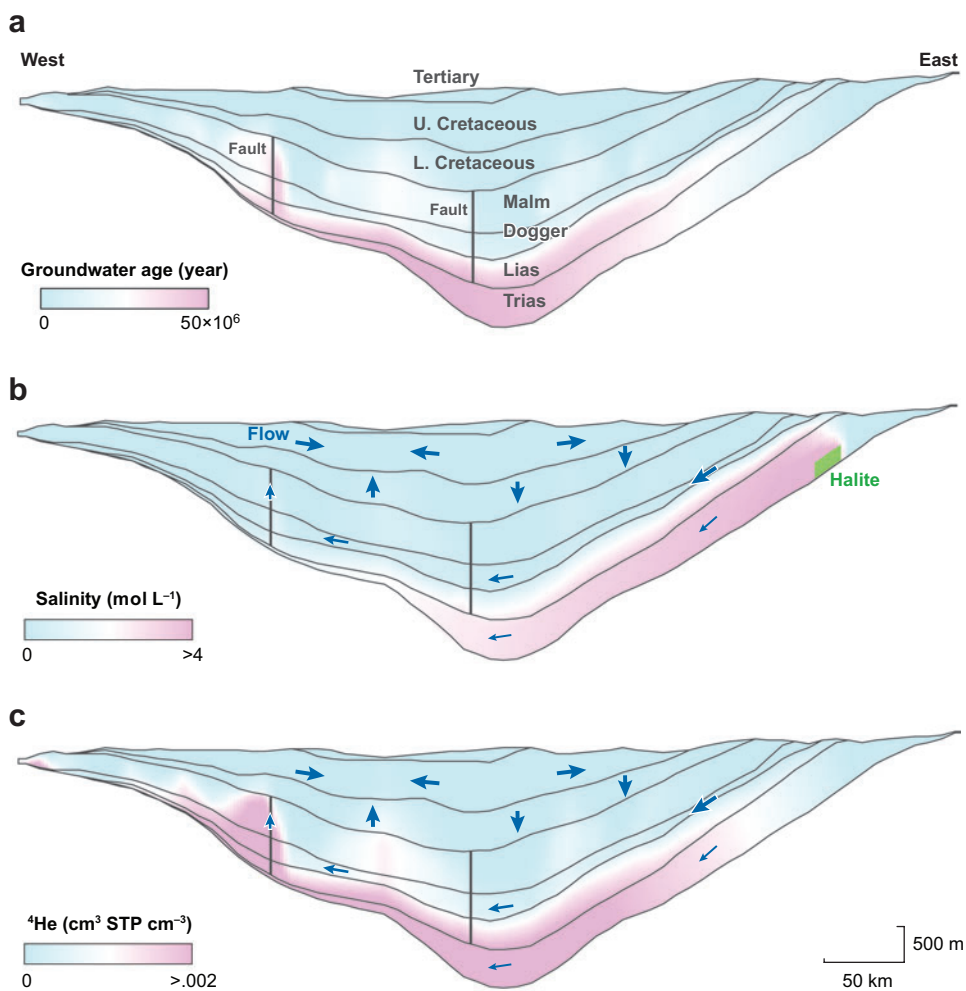 a
West
East
Tertiary
U. Cretaceous
Fault
L. Cretaceous
Fault
Malm
Dogger
Lias
Trias
Groundwater age (year)
0
50×10⁶
b
Flow
Halite
Salinity (mol L⁻¹)
0
>4
c
⁴He (cm³ STP cm⁻³)
0
>.002
500 m
50 km